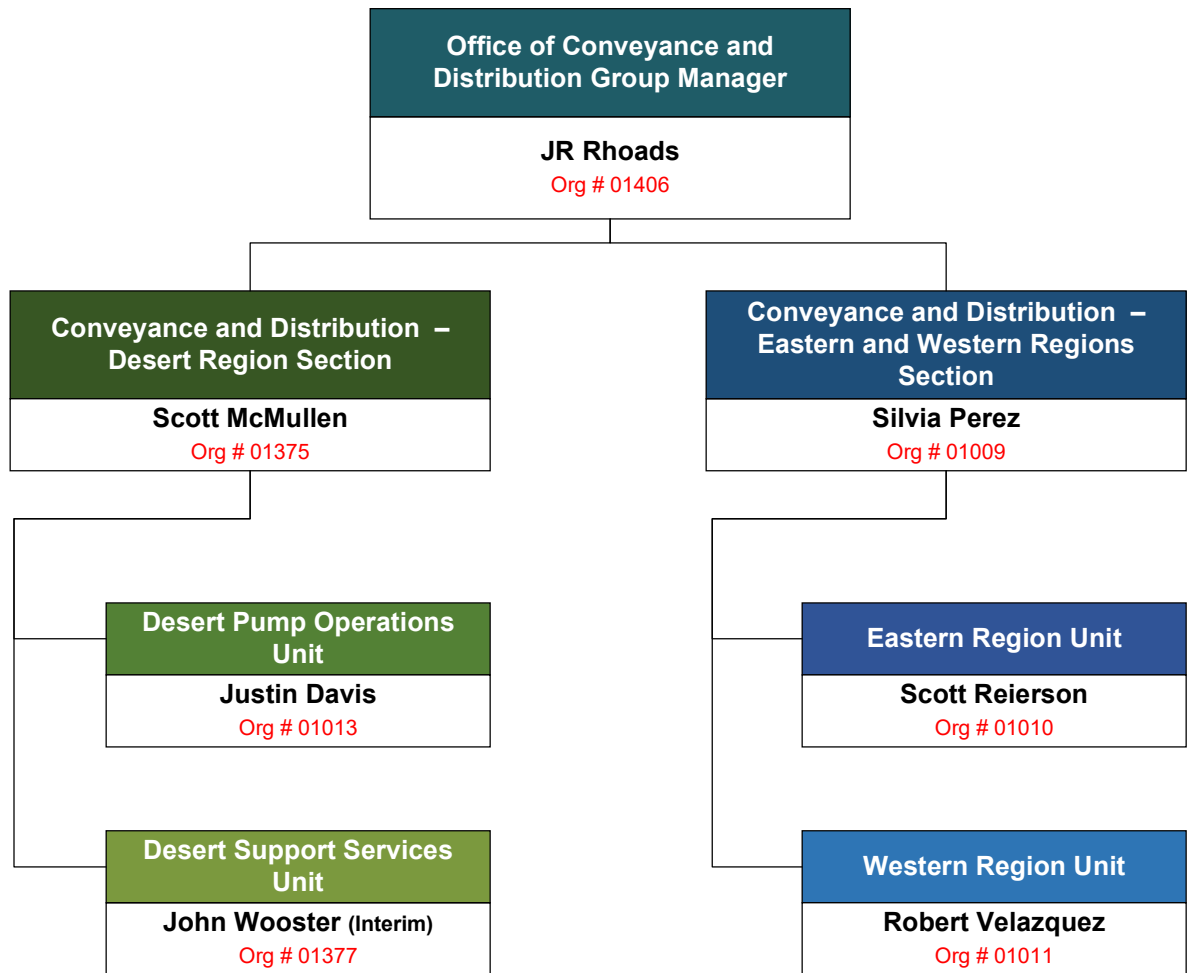 Office of Conveyance and
Distribution Group Manager
JR Rhoads
Org # 01406
Conveyance and Distribution –
Desert Region Section
Scott McMullen
Org # 01375
Conveyance and Distribution –
Eastern and Western Regions
Section
Silvia Perez
Org # 01009
Desert Pump Operations
Unit
Justin Davis
Org # 01013
Eastern Region Unit
Scott Reierson
Org # 01010
Desert Support Services
Unit
John Wooster (Interim)
Org # 01377
Western Region Unit
Robert Velazquez
Org # 01011